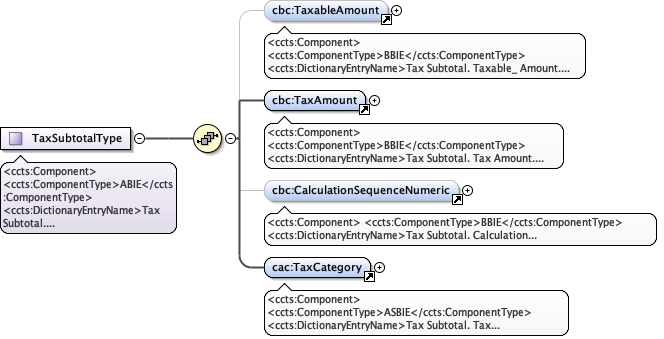 cbc:TaxableAmount
<ccts:Component>
<ccts:ComponentType>BBIE</ccts:ComponentType>
<ccts:DictionaryEntryName>Tax Subtotal. Taxable_ Amount....
cbc:TaxAmount
<ccts:Component>
<ccts:ComponentType>BBIE</ccts:ComponentType>
<ccts:DictionaryEntryName>Tax Subtotal. Tax Amount....
TaxSubtotalType
<ccts:Component>
<ccts:ComponentType>ABIE</ccts
:ComponentType>
<ccts:DictionaryEntryName>Tax
Subtotal....
cbc:CalculationSequenceNumeric
<ccts:Component> <ccts:ComponentType>BBIE</ccts:ComponentType>
<ccts:DictionaryEntryName>Tax Subtotal. Calculation...
cac:TaxCategory
<ccts:Component>
<ccts:ComponentType>ASBIE</ccts:ComponentType>
<ccts:DictionaryEntryName>Tax Subtotal. Tax...